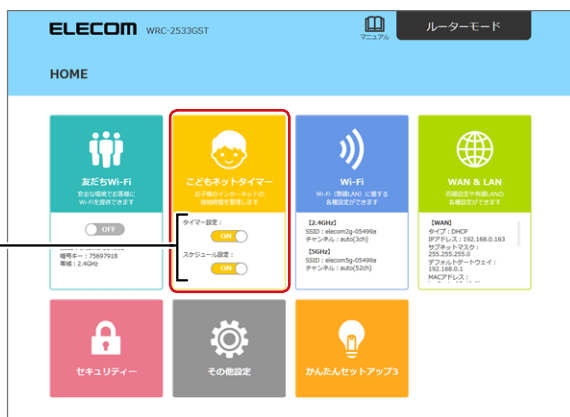 ELECOM WRC-2533GST
マニュアル
ルーターモード
HOME
友だちWi-Fi
安全な環境でお客様に
Wi-Fiを提供できます
OFF
暗号キー : 75697918
帯域 : 2.4GHz
こどもネットタイマー
お子様のインターネットの
接続時間を管理します
タイマー設定 :
ON
スケジュール設定 :
ON
Wi-Fi
Wi-Fi（無線LAN）に関する
各種設定ができます
[2.4GHz]
SSID : elecom2g-05499a
チャンネル : auto(3ch)
[5GHz]
SSID : elecom5g-05499a
チャンネル : auto(52ch)
WAN & LAN
回線設定や有線LANの
各種設定ができます
[WAN]
タイプ : DHCP
IPアドレス : 192.168.0.163
サブネットマスク :
255.255.255.0
デフォルトゲートウェイ :
192.168.0.1
MACアドレス :
セキュリティー
その他設定
かんたんセットアップ3